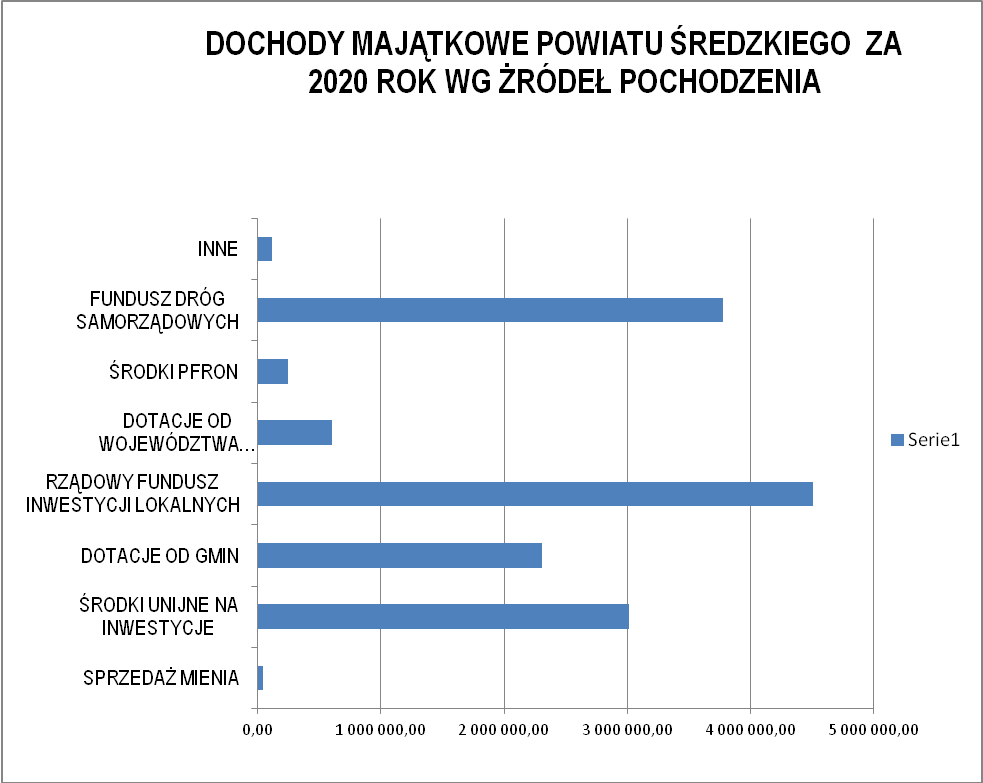 DOCHODY MAJĄTKOWE POWIATU ŚREDZKIEGO ZA
2020 ROK WG ŻRÓDEŁ POCHODZENIA
INNE
FUNDUSZ DRÓG
SAMORZĄDOWYCH
ŚRODKI PFRON
DOTACJE OD
WOJEWÓDZTWA...
RZĄDOWY FUNDUSZ
INWESTYCJI LOKALNYCH
DOTACJE OD GMIN
ŚRODKI UNIJNE NA
INWESTYCJE
SPRZEDAŻ MIENIA
0,00 1 000 000,00 2 000 000,00 3 000 000,00 4 000 000,00 5 000 000,00
Serie1